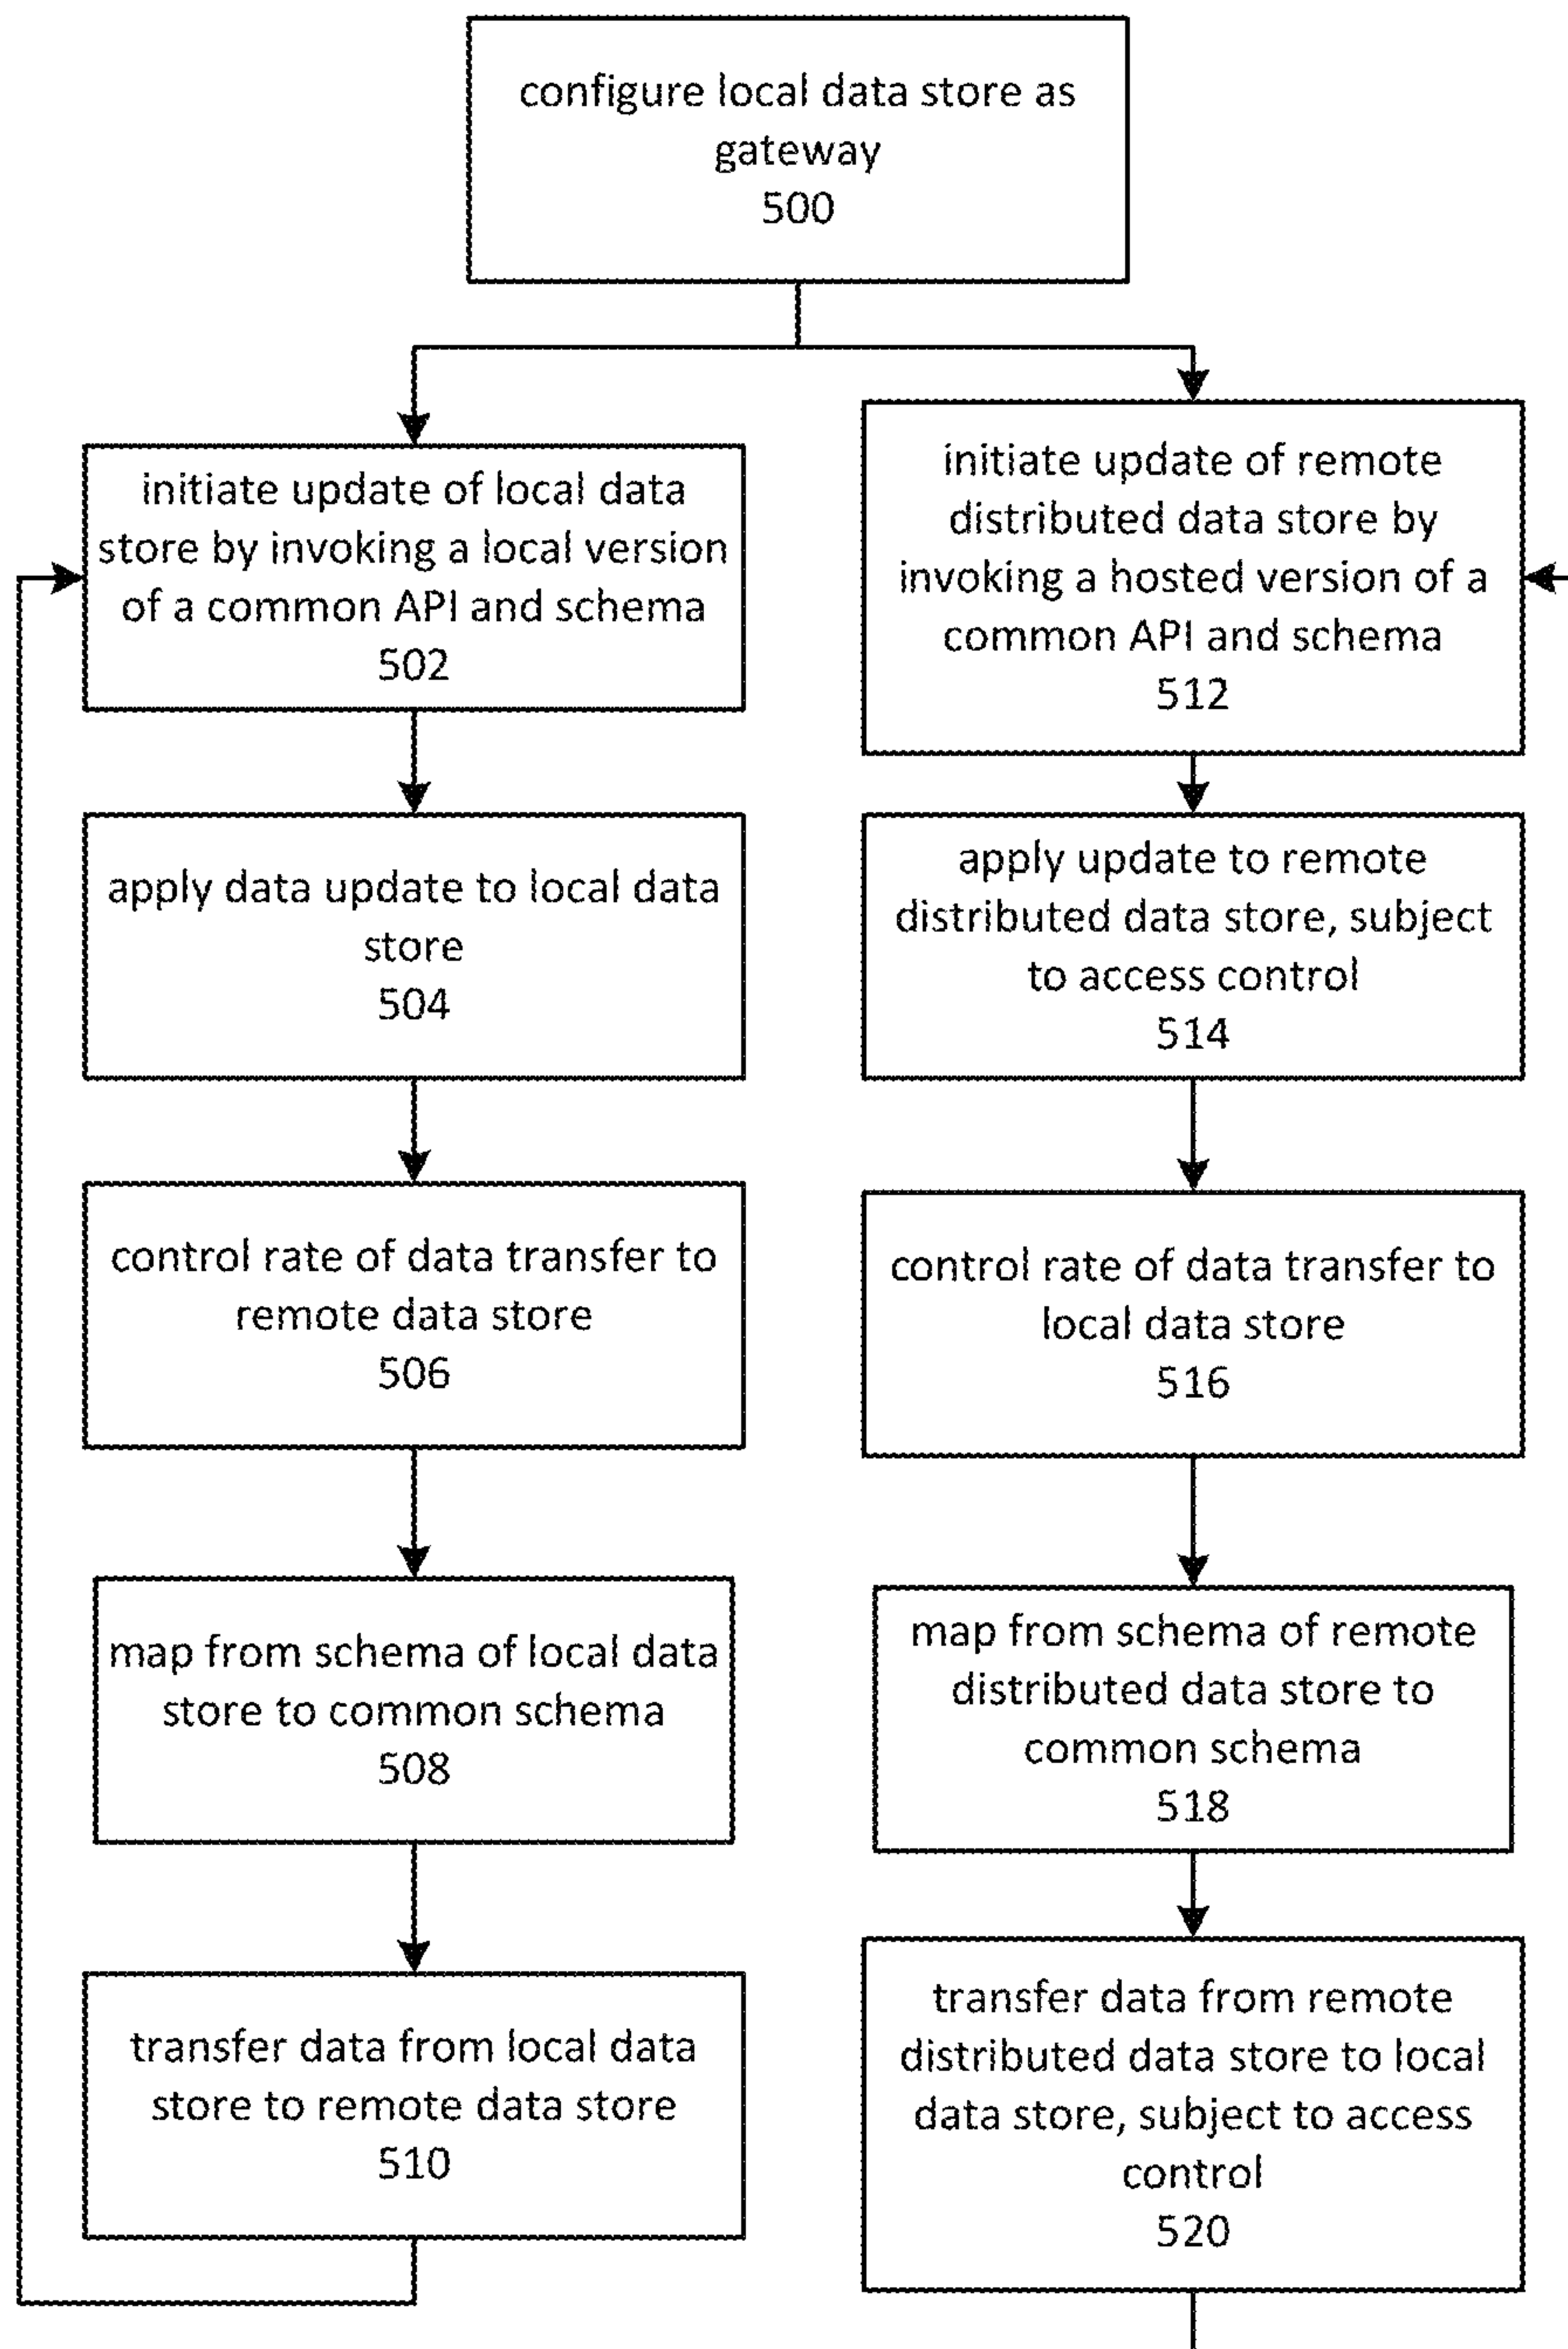 configure local data store as
gateway
500
initiate update of local data
store by invoking a local version
of a common API and schema
502
apply data update to local data
store
504
control rate of data transfer to
remote data store
506
map from schema of local data
store to common schema
508
transfer data from local data
store to remote data store
510
initiate update of remote
distributed data store by
invoking a hosted version of a
common API and schema
512
apply update to remote
distributed data store, subject
to access control
514
control rate of data transfer to
local data store
516
map from schema of remote
distributed data store to
common schema
518
transfer data from remote
distributed data store to local
data store, subject to access
control
520